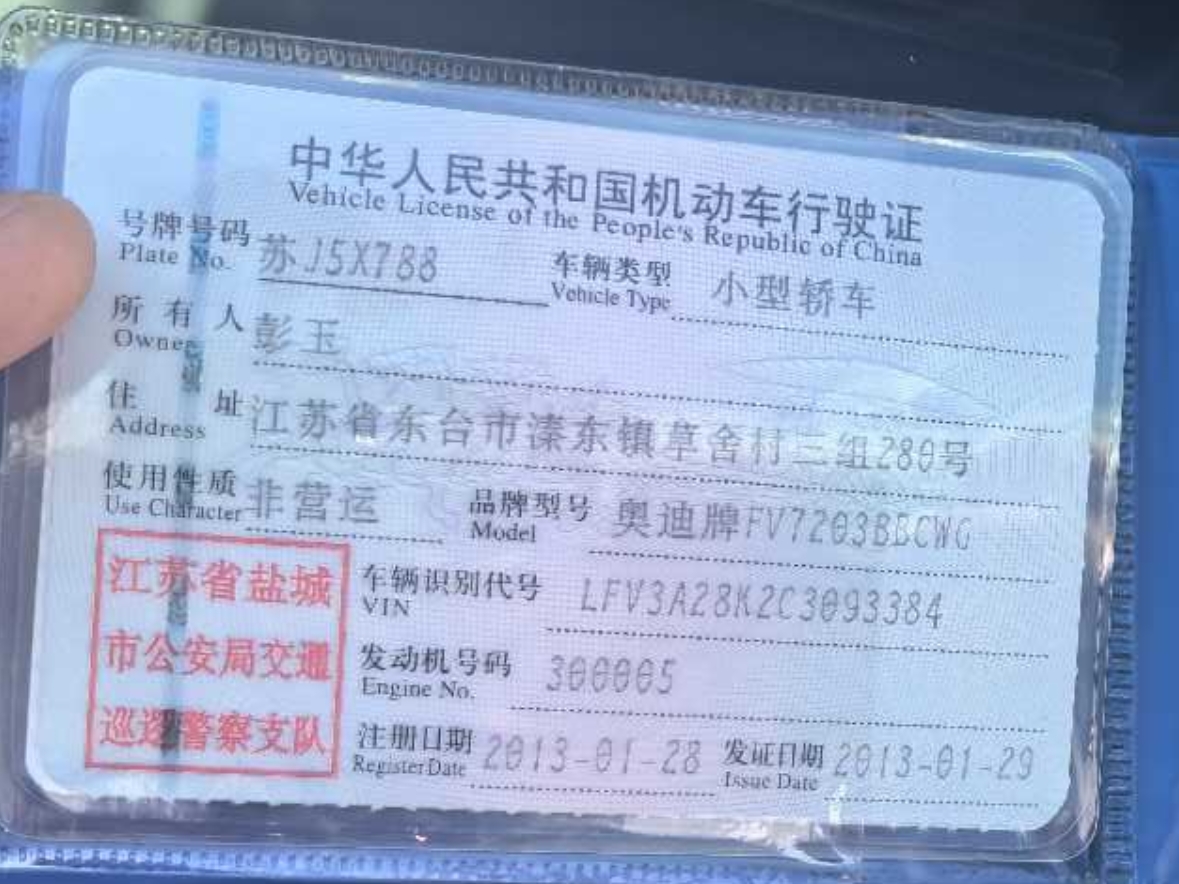 中华人民共和国机动车行驶证
Vehicle License of the People's Republic of China
号牌号码 苏J5X788 车辆类型 小型轿车
Plate No. Vehicle Type
所有人 彭玉
Owner
住址 江苏省东台市溱东镇草舍村三组280号
Address
使用性质 非营运 品牌型号 奥迪牌FV7203BBCWG
Use Character Model
江苏省盐城
市公安局交通
巡逻警察支队
车辆识别代号 LFV3A28K2C3093384
VIN
发动机号码 300005
Engine No.
注册日期 2013-01-28 发证日期 2013-01-29
Register Date Issue Date